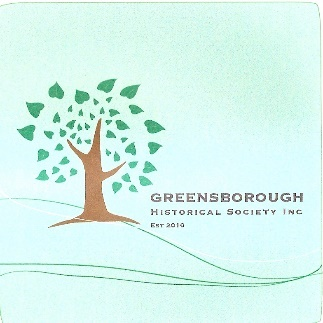 GREENSBOROUGH
HISTORICAL SOCIETY INC
EST 2010